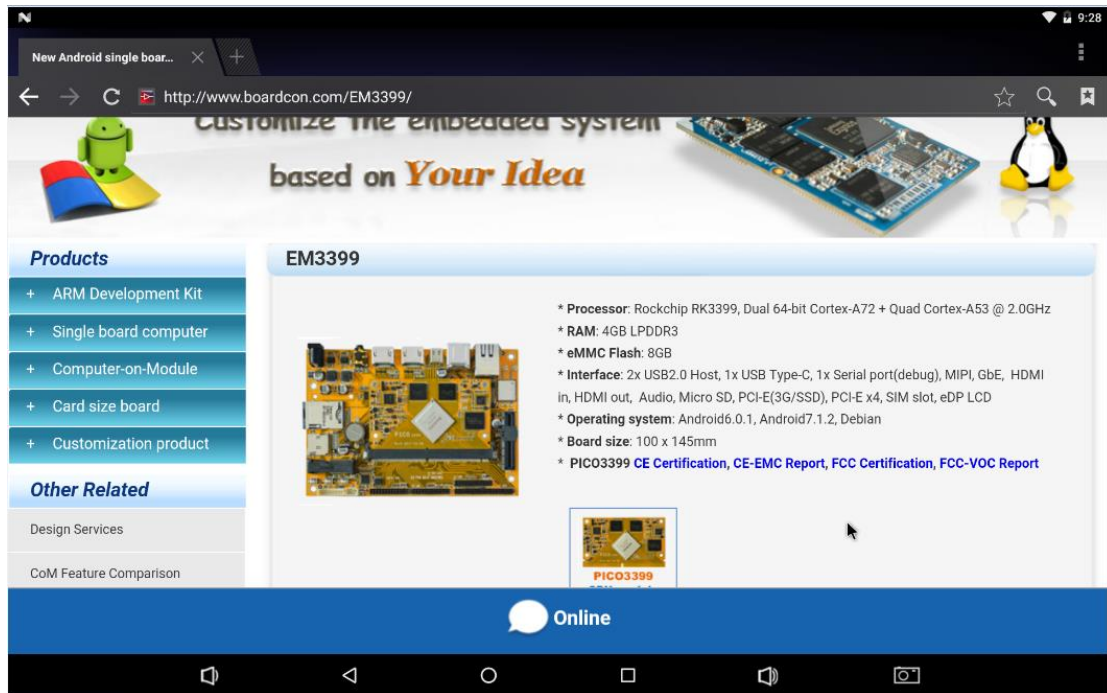 9:28
New Android single boar...
http://www.boardcon.com/EM3399/
Customize the embedded system
based on Your Idea
Products
+ ARM Development Kit
+ Single board computer
+ Computer-on-Module
+ Card size board
+ Customization product
Other Related
Design Services
CoM Feature Comparison
EM3399
* Processor: Rockchip RK3399, Dual 64-bit Cortex-A72 + Quad Cortex-A53 @ 2.0GHz
* RAM: 4GB LPDDR3
* eMMC Flash: 8GB
* Interface: 2x USB2.0 Host, 1x USB Type-C, 1x Serial port(debug), MIPI, GbE, HDMI
in, HDMI out, Audio, Micro SD, PCI-E(3G/SSD), PCI-E x4, SIM slot, eDP LCD
* Operating system: Android6.0.1, Android7.1.2, Debian
* Board size: 100 x 145mm
* PICO3399 CE Certification, CE-EMC Report, FCC Certification, FCC-VOC Report
PICO3399
Online